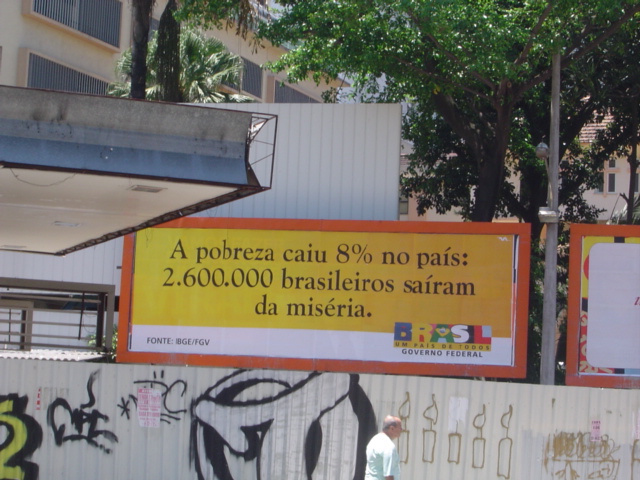 A pobreza caiu 8% no país:
2.600.000 brasileiros saíram
da miséria.
FONTE: IBGE/FGV
BRASIL
UM PAÍS DE TODOS
GOVERNO FEDERAL